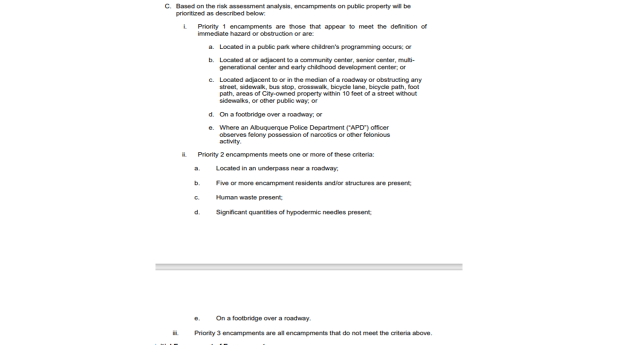 C. Based on the risk assessment analysis, encampments on public property will be
prioritized as described below:
i. Priority 1 encampments are those that appear to meet the definition of
immediate hazard or obstruction or are:
a. Located in a public park where children's programming occurs; or
b. Located at or adjacent to a community center, senior center, multi-
generational center and early childhood development center; or
c. Located adjacent to or in the median of a roadway or obstructing any
street, sidewalk, bus stop, crosswalk, bicycle lane, bicycle path, foot
path, areas of City-owned property within 10 feet of a street without
sidewalks, or other public way; or
d. On a footbridge over a roadway; or
e. Where an Albuquerque Police Department ("APD") officer
observes felony possession of narcotics or other felonious
activity.
ii. Priority 2 encampments meets one or more of these criteria:
a. Located in an underpass near a roadway;
b. Five or more encampment residents and/or structures are present;
c. Human waste present;
d. Significant quantities of hypodermic needles present;
e. On a footbridge over a roadway.
iii. Priority 3 encampments are all encampments that do not meet the criteria above.